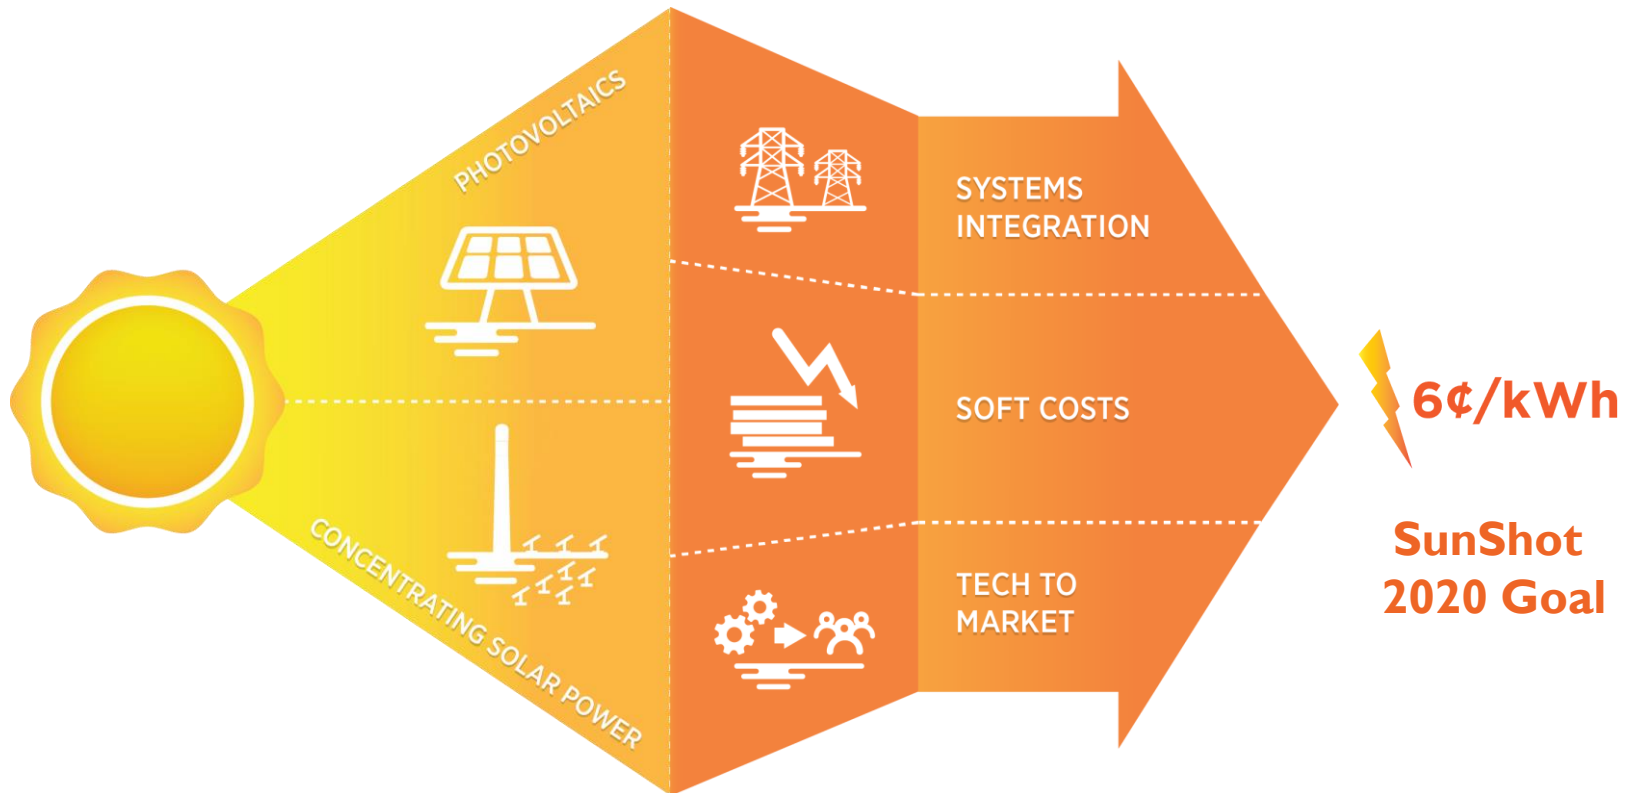 PHOTOVOLTAICS
CONCENTRATING SOLAR POWER
SYSTEMS
INTEGRATION
SOFT COSTS
TECH TO
MARKET
6¢/kWh
SunShot
2020 Goal